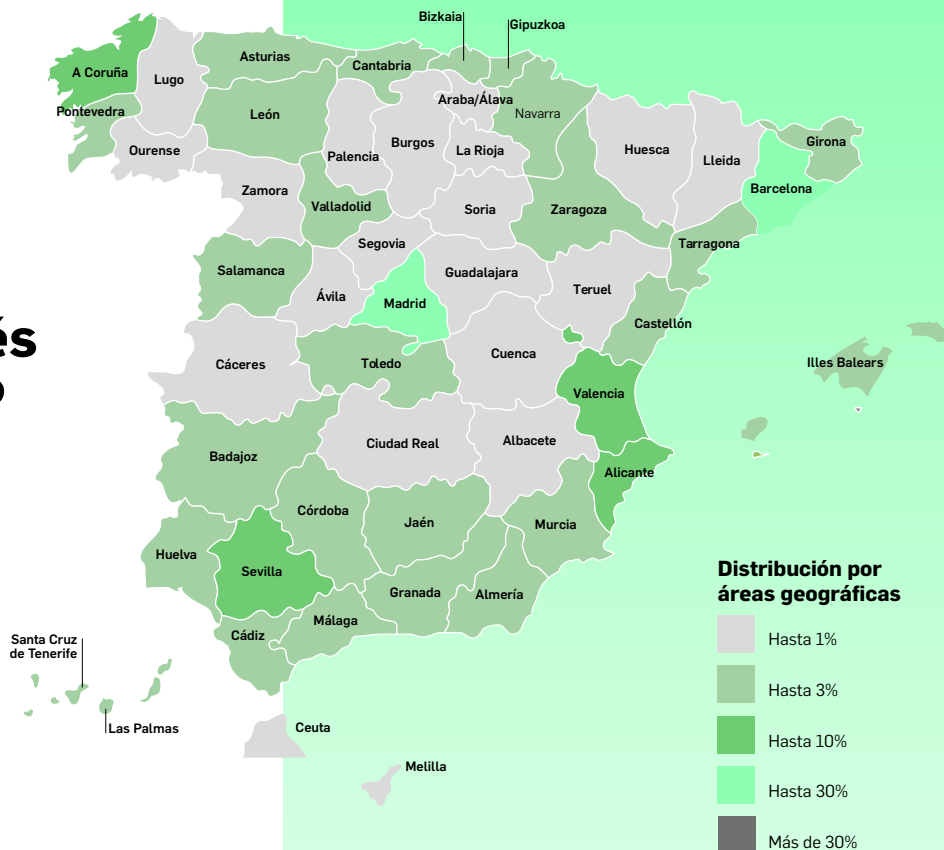 Bizkaia
Gipuzkoa
A Coruña
Lugo
Asturias
Cantabria
Pontevedra
León
Araba/Álava
Navarra
Ourense
Palencia
Burgos
La Rioja
Huesca
Lleida
Girona
Zamora
Valladolid
Soria
Zaragoza
Barcelona
Segovia
Tarragona
Salamanca
Guadalajara
Ávila
Madrid
Teruel
Castellón
és
Cáceres
Toledo
Cuenca
Illes Balears
Valencia
Ciudad Real
Albacete
Badajoz
Alicante
Córdoba
Jaén
Murcia
Huelva
Sevilla
Granada
Almería
Málaga
Cádiz
Santa Cruz
de Tenerife
Las Palmas
Ceuta
Melilla
Distribución por
áreas geográficas
Hasta 1%
Hasta 3%
Hasta 10%
Hasta 30%
Más de 30%